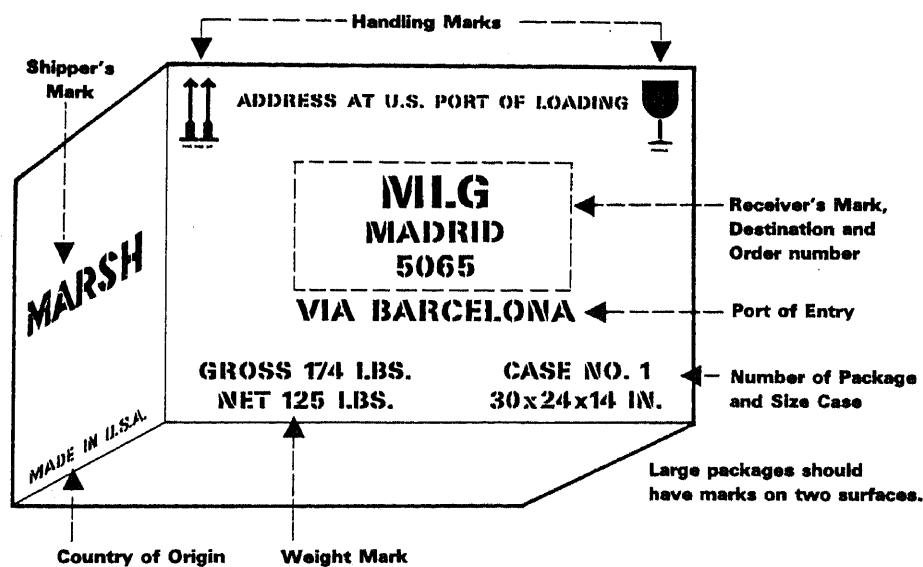 Handling Marks
Shipper's
Mark
ADDRESS AT U.S. PORT OF LOADING
MLG
MADRID
5065
Receiver's Mark,
Destination and
Order number
MARSH
VIA BARCELONA
Port of Entry
GROSS 174 LBS.
NET 125 LBS.
CASE NO. 1
30x24x14 IN.
Number of Package
and Size Case
MADE IN U.S.A.
Large packages should
have marks on two surfaces.
Country of Origin
Weight Mark